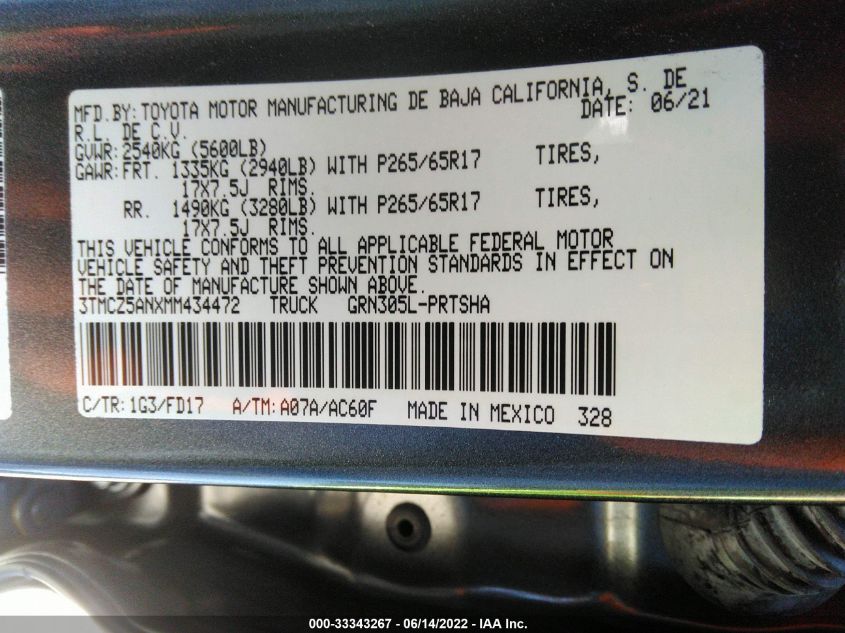 MFD.BY: TOYOTA MOTOR MANUFACTURING DE BAJA CALIFORNIA, S. DE
R.L. DE C.V. DATE: 06/21
GVWR: 2540KG (5600LB)
GAWR: FRT. 1335KG (2940LB) WITH P265/65R17 TIRES,
17X7.5J RIMS.
RR. 1490KG (3280LB) WITH P265/65R17 TIRES,
17X7.5J RIMS.
THIS VEHICLE CONFORMS TO ALL APPLICABLE FEDERAL MOTOR
VEHICLE SAFETY AND THEFT PREVENTION STANDARDS IN EFFECT ON
THE DATE OF MANUFACTURE SHOWN ABOVE.
3TMCZ5ANXMM434472 TRUCK GRN305L-PRTSHA
C/TR: 1G3/FD17 A/TM: A07A/AC60F MADE IN MEXICO 328
000-33343267 - 06/14/2022 - IAA Inc.